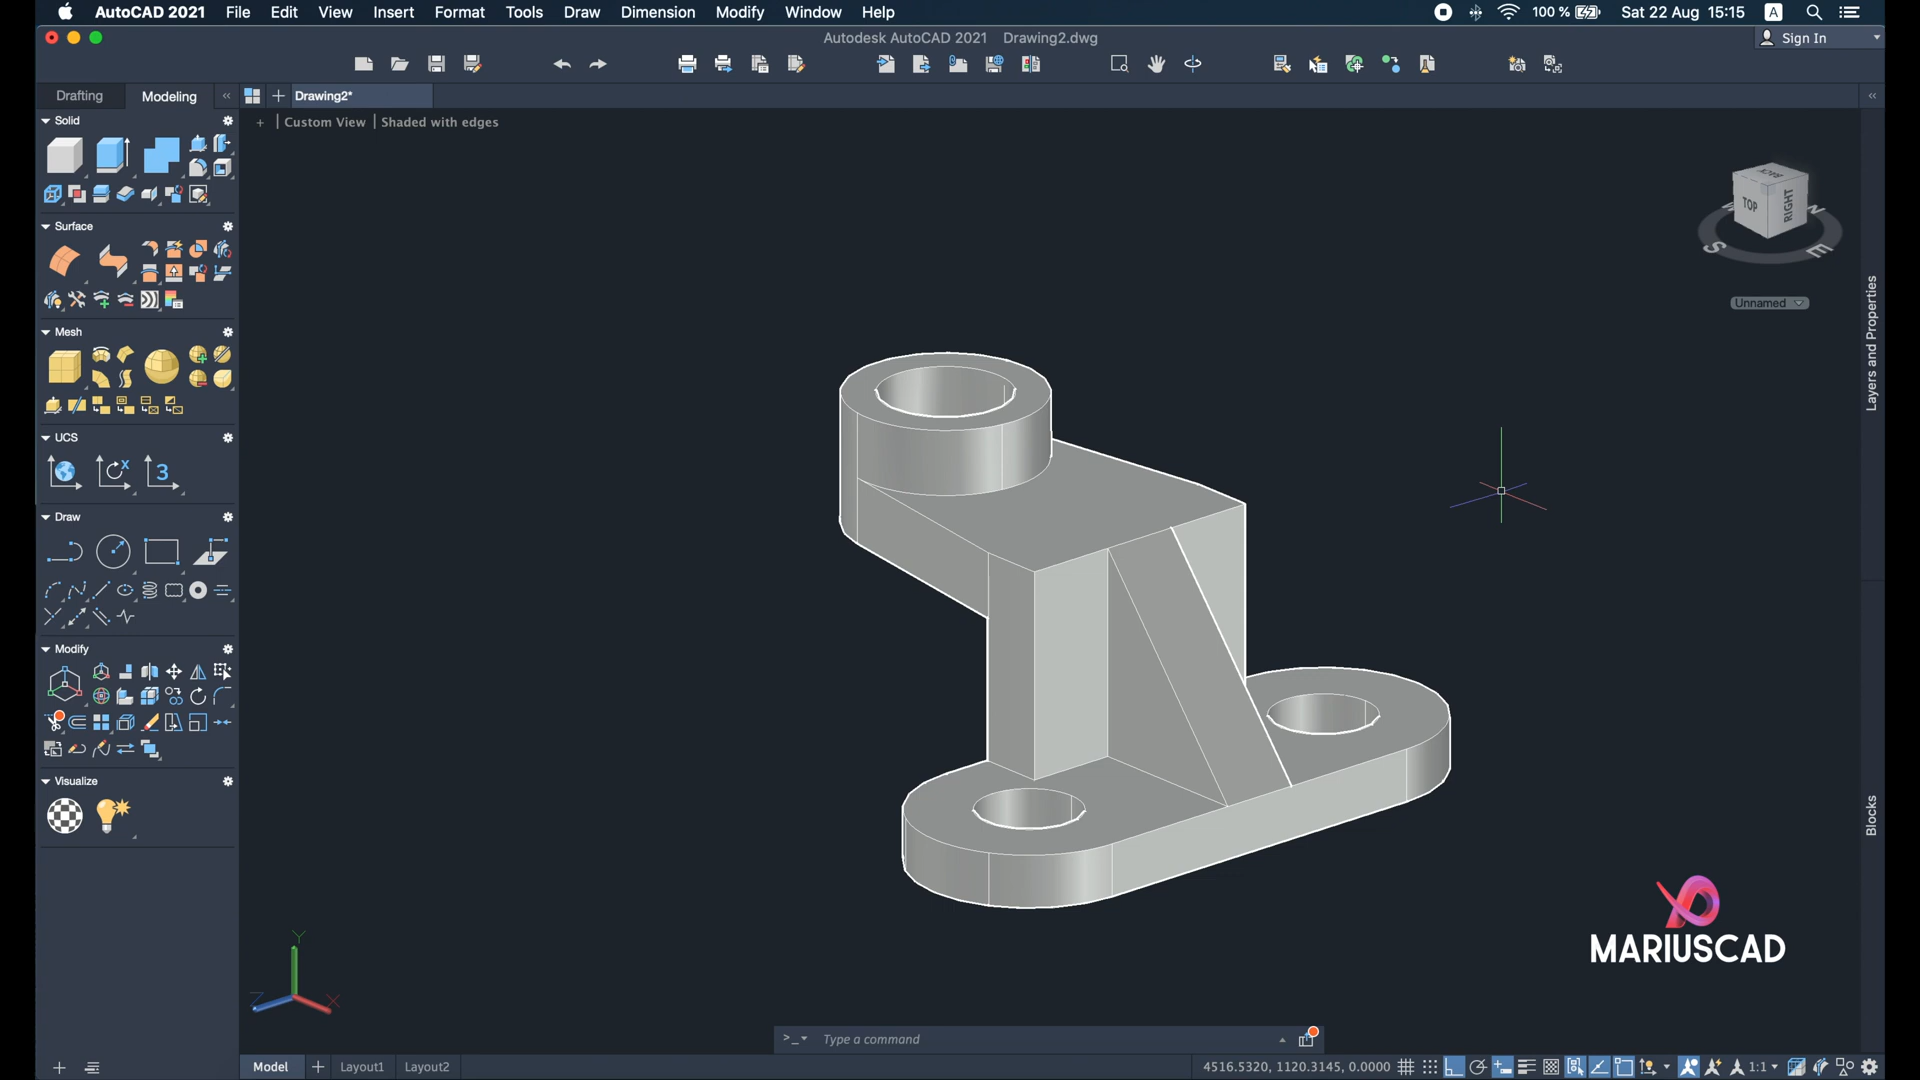 AutoCAD 2021 File Edit View Insert Format Tools Draw Dimension Modify Window Help 100 % Sat 22 Aug 15:15 A
Autodesk AutoCAD 2021 Drawing2.dwg Sign In
Drafting Modeling « + Drawing2* «
Solid
+ | Custom View | Shaded with edges
TOP
RIGHT
BACK
N
S
E
Surface
Unnamed
Layers and Properties
Mesh
UCS
X
3
Draw
Modify
Visualize
Blocks
MARIUSCAD
Y
Z
X
>_ Type a command
Model + Layout1 Layout2 4516.5320, 1120.3145, 0.0000 1:1